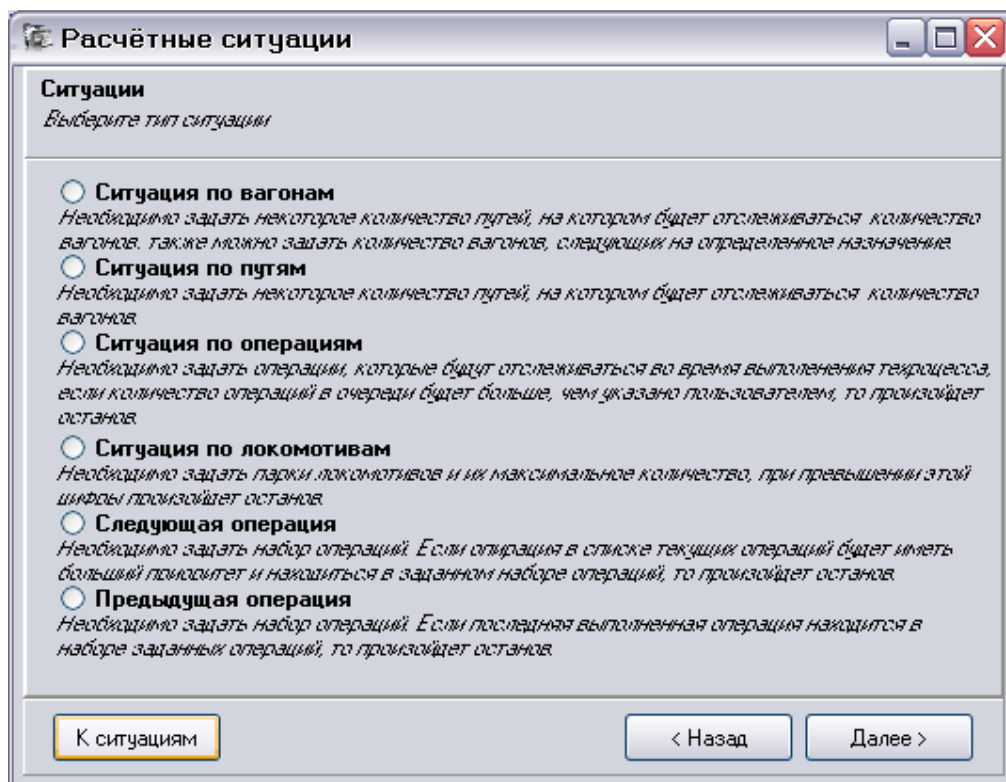 Расчётные ситуации
Ситуации
Выберите тип ситуации
Ситуация по вагонам
Необходимо задать некоторое количество путей, на котором будет отслеживаться количество
вагонов. также можно задать количество вагонов, следующих на определенное назначение.
Ситуация по путям
Необходимо задать некоторое количество путей, на котором будет отслеживаться количество
вагонов.
Ситуация по операциям
Необходимо задать операции, которые будут отслеживаться во время выполенения техроцесса,
если количество операций в очереди будет больше, чем указано пользователем, то произойдет
останов.
Ситуация по локомотивам
Необходимо задать парки локомотивов и их максимальное количество, при превышении этой
цифры произойдет останов.
Следующая операция
Необходимо задать набор операций. Если опирация в списке текущих операций будет иметь
больший приоритет и находиться в заданном наборе операций, то произойдет останов.
Предыдущая операция
Необходимо задать набор операций. Если последняя выполненная операция находится в
наборе заданных операций, то произойдет останов.
К ситуациям
< Назад
Далее >